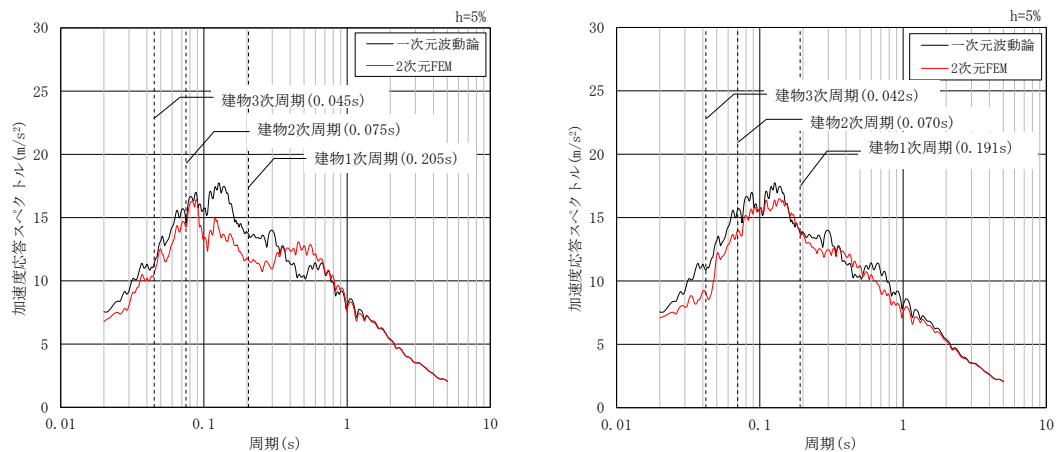 h=5%
30
25
20
15
10
5
0
加速度応答スペクトル(m/s²)
一次元波動論
2次元FEM
建物3次周期(0.045s)
建物2次周期(0.075s)
建物1次周期(0.205s)
0.01
0.1
1
10
周期(s)
h=5%
30
25
20
15
10
5
0
加速度応答スペクトル(m/s²)
一次元波動論
2次元FEM
建物3次周期(0.042s)
建物2次周期(0.070s)
建物1次周期(0.191s)
0.01
0.1
1
10
周期(s)